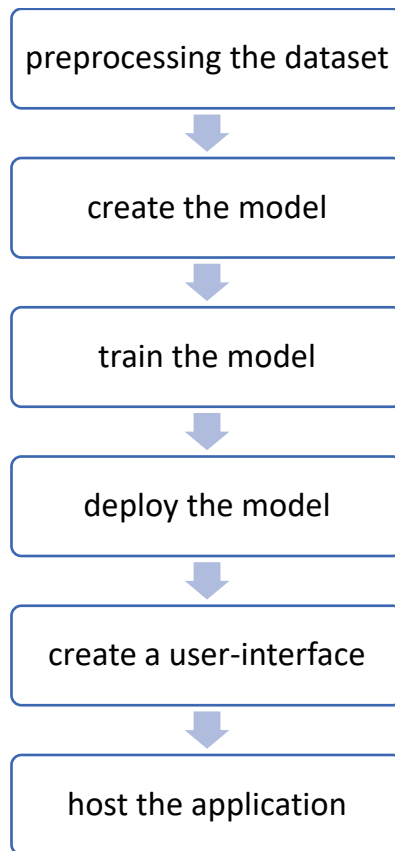 preprocessing the dataset
create the model
train the model
deploy the model
create a user-interface
host the application